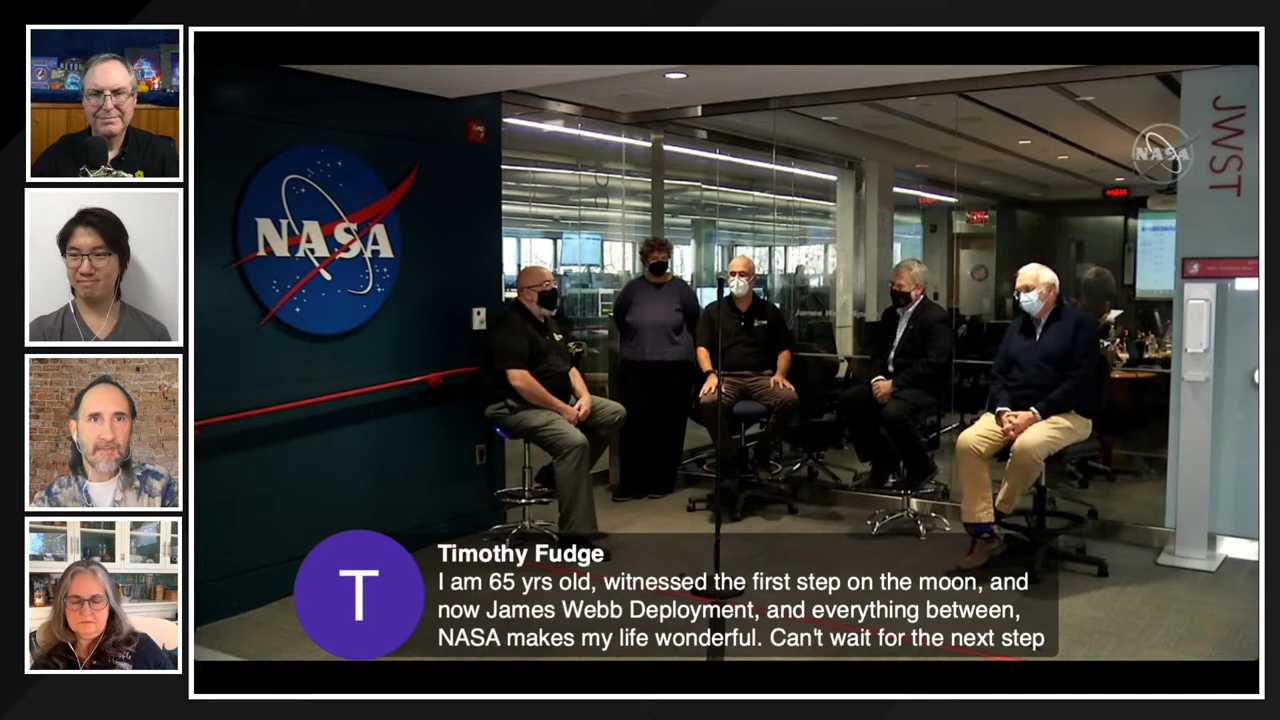 NASA
NASA
JWST
Timothy Fudge
T
I am 65 yrs old, witnessed the first step on the moon, and
now James Webb Deployment, and everything between,
NASA makes my life wonderful. Can't wait for the next step